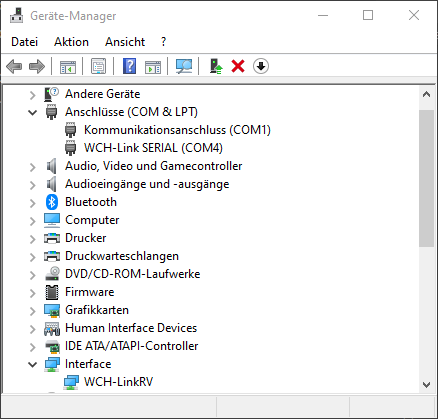 Geräte-Manager
Datei Aktion Ansicht ?
Andere Geräte
Anschlüsse (COM & LPT)
Kommunikationsanschluss (COM1)
WCH-Link SERIAL (COM4)
Audio, Video und Gamecontroller
Audioeingänge und -ausgänge
Bluetooth
Computer
Drucker
Druckwarteschlangen
DVD/CD-ROM-Laufwerke
Firmware
Grafikkarten
Human Interface Devices
IDE ATA/ATAPI-Controller
Interface
WCH-LinkRV